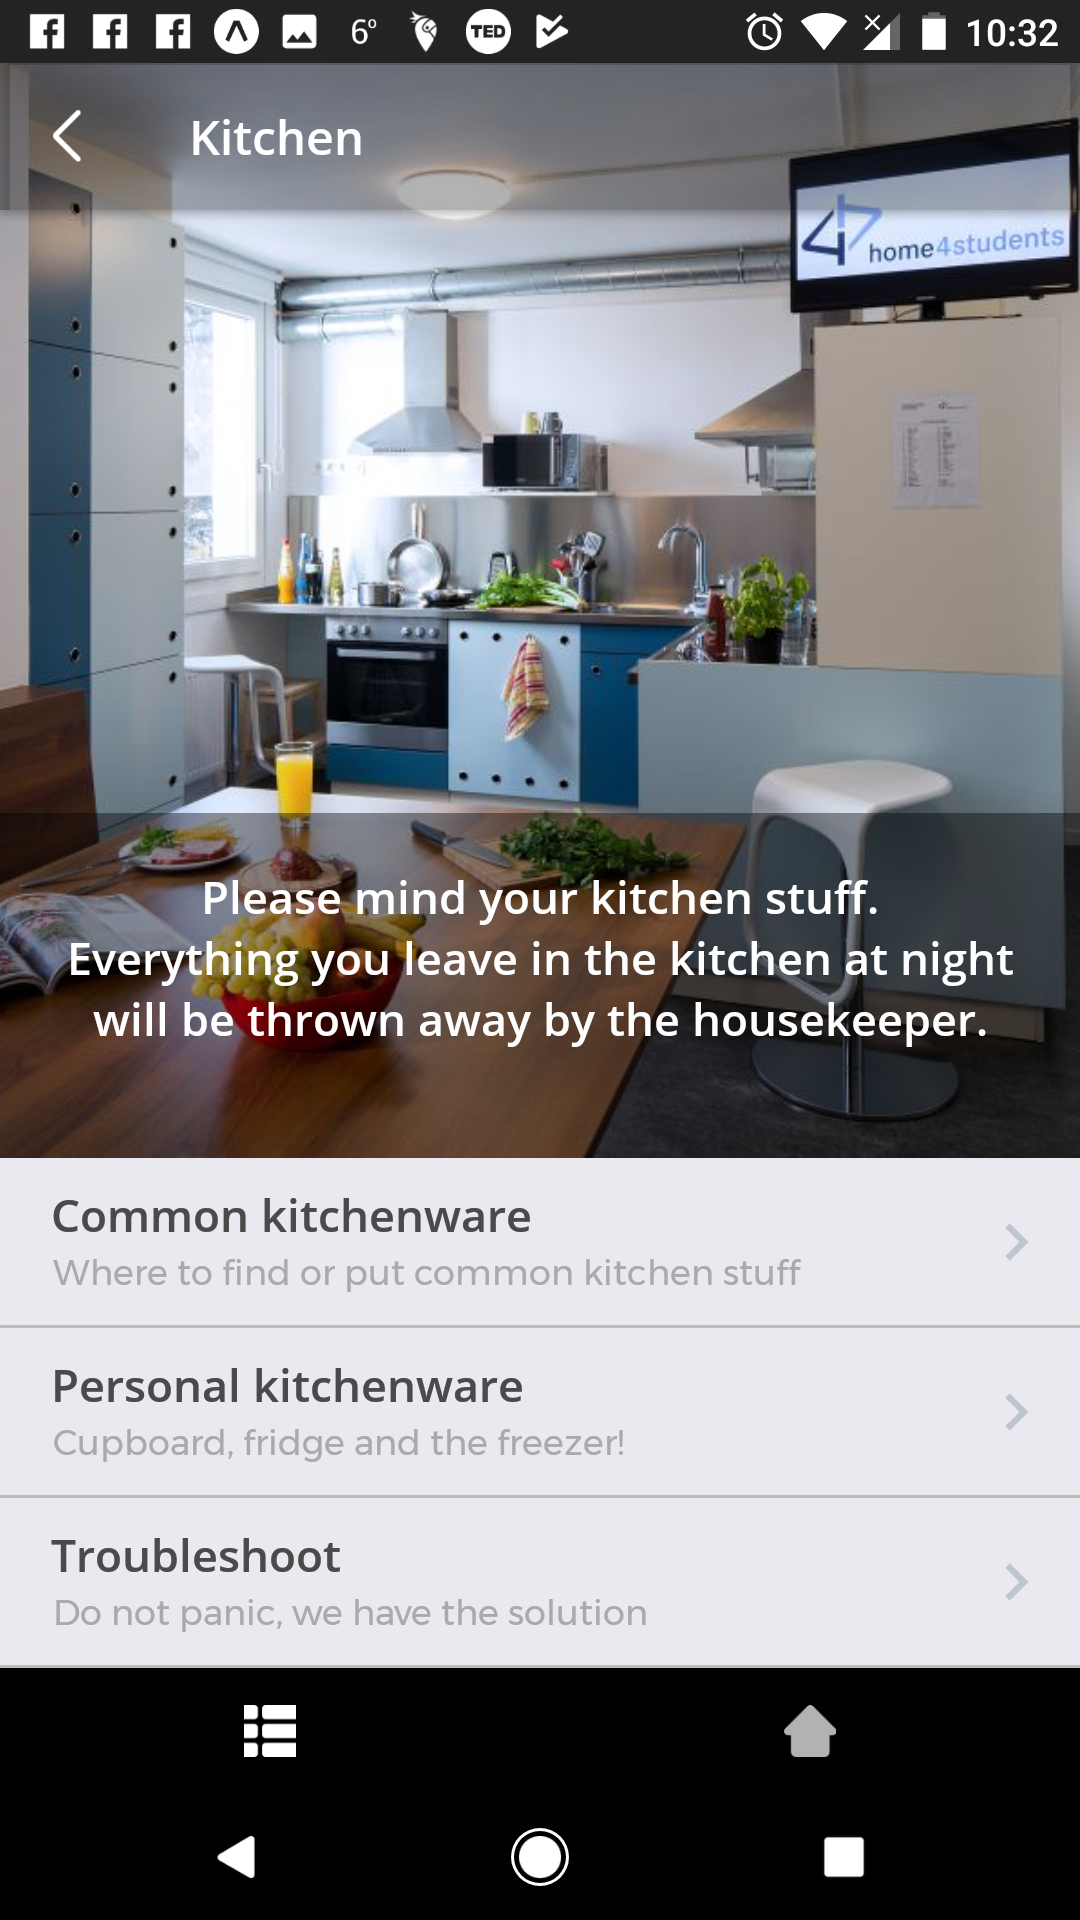 6°
TED
10:32
Kitchen
home4students
Please mind your kitchen stuff.
Everything you leave in the kitchen at night
will be thrown away by the housekeeper.
Common kitchenware
Where to find or put common kitchen stuff
Personal kitchenware
Cupboard, fridge and the freezer!
Troubleshoot
Do not panic, we have the solution